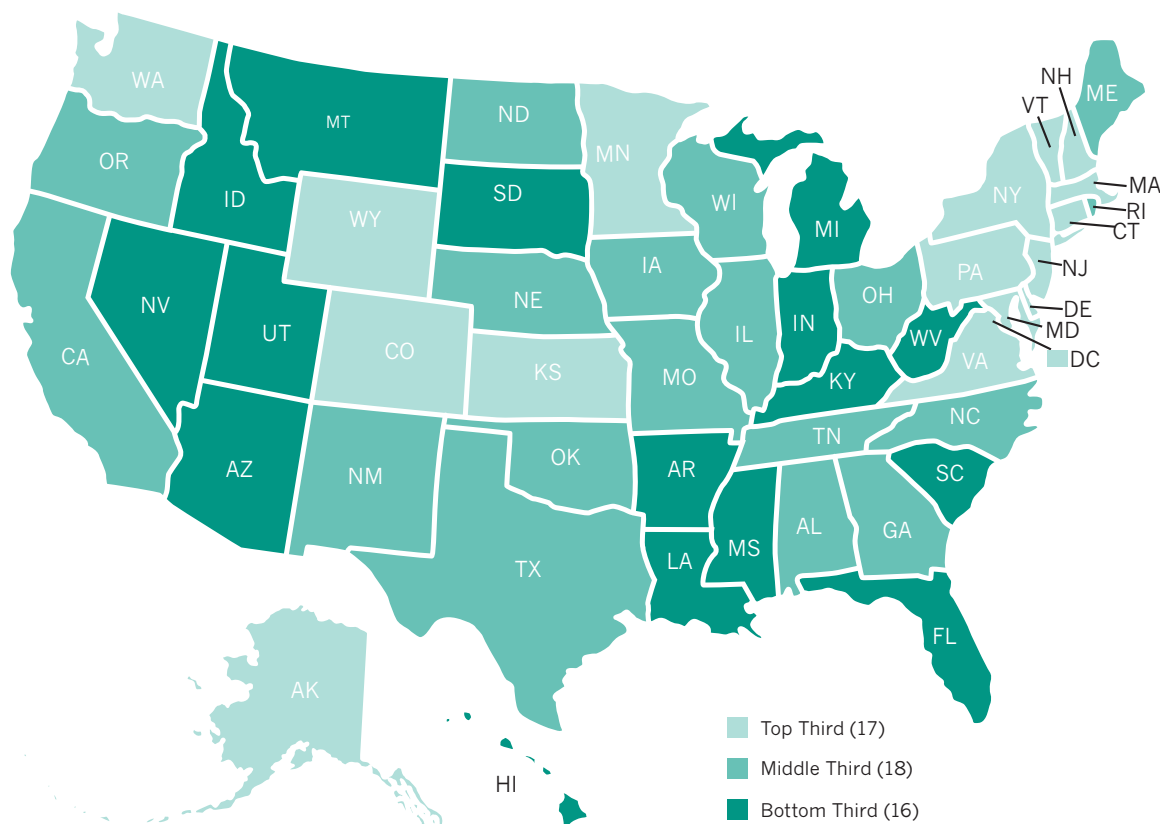 WA
MT
ND
MN
OR
ID
SD
WI
WY
NH
VT
ME
NY
MA
RI
CT
MI
PA
NJ
IA
NE
OH
NV
UT
CO
IL
IN
DE
MD
WV
DC
CA
KS
MO
KY
VA
NC
TN
AZ
NM
OK
AR
SC
AL
GA
MS
LA
TX
FL
AK
HI
Top Third (17)
Middle Third (18)
Bottom Third (16)